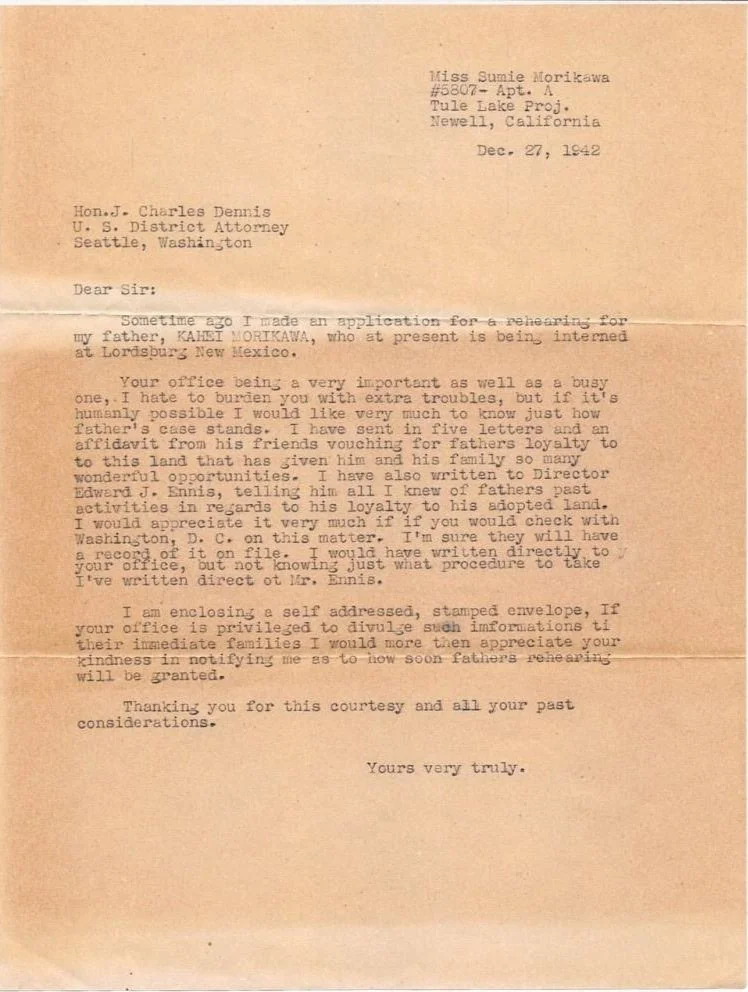 Miss Sumie Morikawa
#5807- Apt. A
Tule Lake Proj.
Newell, California
Dec. 27, 1942
Hon.J. Charles Dennis
U. S. District Attorney
Seattle, Washington
Dear Sir:
Sometime ago I made an application for a rehearing for
my father, KAHEI MORIKAWA, who at present is being interned
at Lordsburg New Mexico.
Your office being a very important as well as a busy
one, I hate to burden you with extra troubles, but if it's
humanly possible I would like very much to know just how
father's case stands. I have sent in five letters and an
affidavit from his friends vouching for fathers loyalty to
to this land that has given him and his family so many
wonderful opportunities. I have also written to Director
Edward J. Ennis, telling him all I knew of fathers past
activities in regards to his loyalty to his adopted land.
I would appreciate it very much if if you would check with
Washington, D. C. on this matter. I'm sure they will have
a record of it on file. I would have written directly to y
your office, but not knowing just what procedure to take
I've written direct ot Mr. Ennis.
I am enclosing a self addressed, stamped envelope, If
your office is privileged to divulge such imformations ti
their immediate families I would more then appreciate your
kindness in notifying me as to how soon fathers rehearing
will be granted.
Thanking you for this courtesy and all your past
considerations.
Yours very truly.